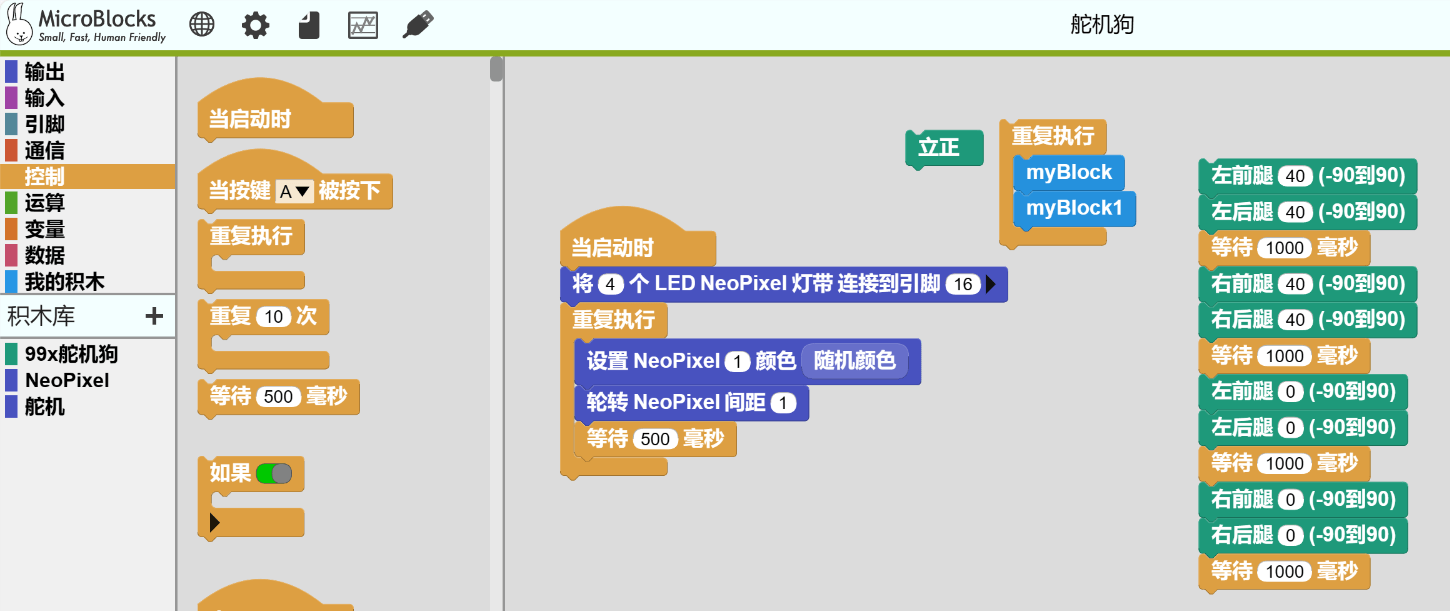 MicroBlocks
Small, Fast, Human Friendly
舵机狗
输出
输入
引脚
通信
控制
运算
变量
数据
我的积木
积木库
99x舵机狗
NeoPixel
舵机
当启动时
当按键 A 被按下
重复执行
重复 10 次
等待 500 毫秒
如果
当启动时
将 4 个 LED NeoPixel 灯带 连接到引脚 16
重复执行
设置 NeoPixel 1 颜色 随机颜色
轮转 NeoPixel 间距 1
等待 500 毫秒
立正
重复执行
myBlock
myBlock1
左前腿 40 (-90到90)
左后腿 40 (-90到90)
等待 1000 毫秒
右前腿 40 (-90到90)
右后腿 40 (-90到90)
等待 1000 毫秒
左前腿 0 (-90到90)
左后腿 0 (-90到90)
等待 1000 毫秒
右前腿 0 (-90到90)
右后腿 0 (-90到90)
等待 1000 毫秒